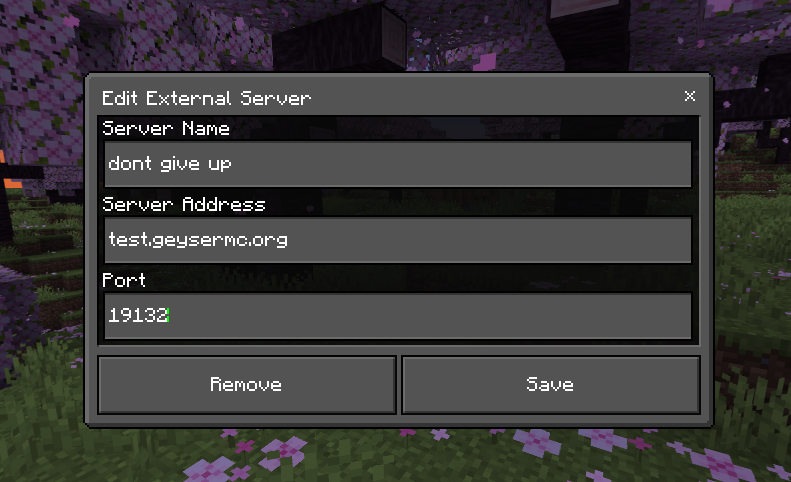 Edit External Server
Server Name
dont give up
Server Address
test.geysermc.org
Port
19132
Remove
Save